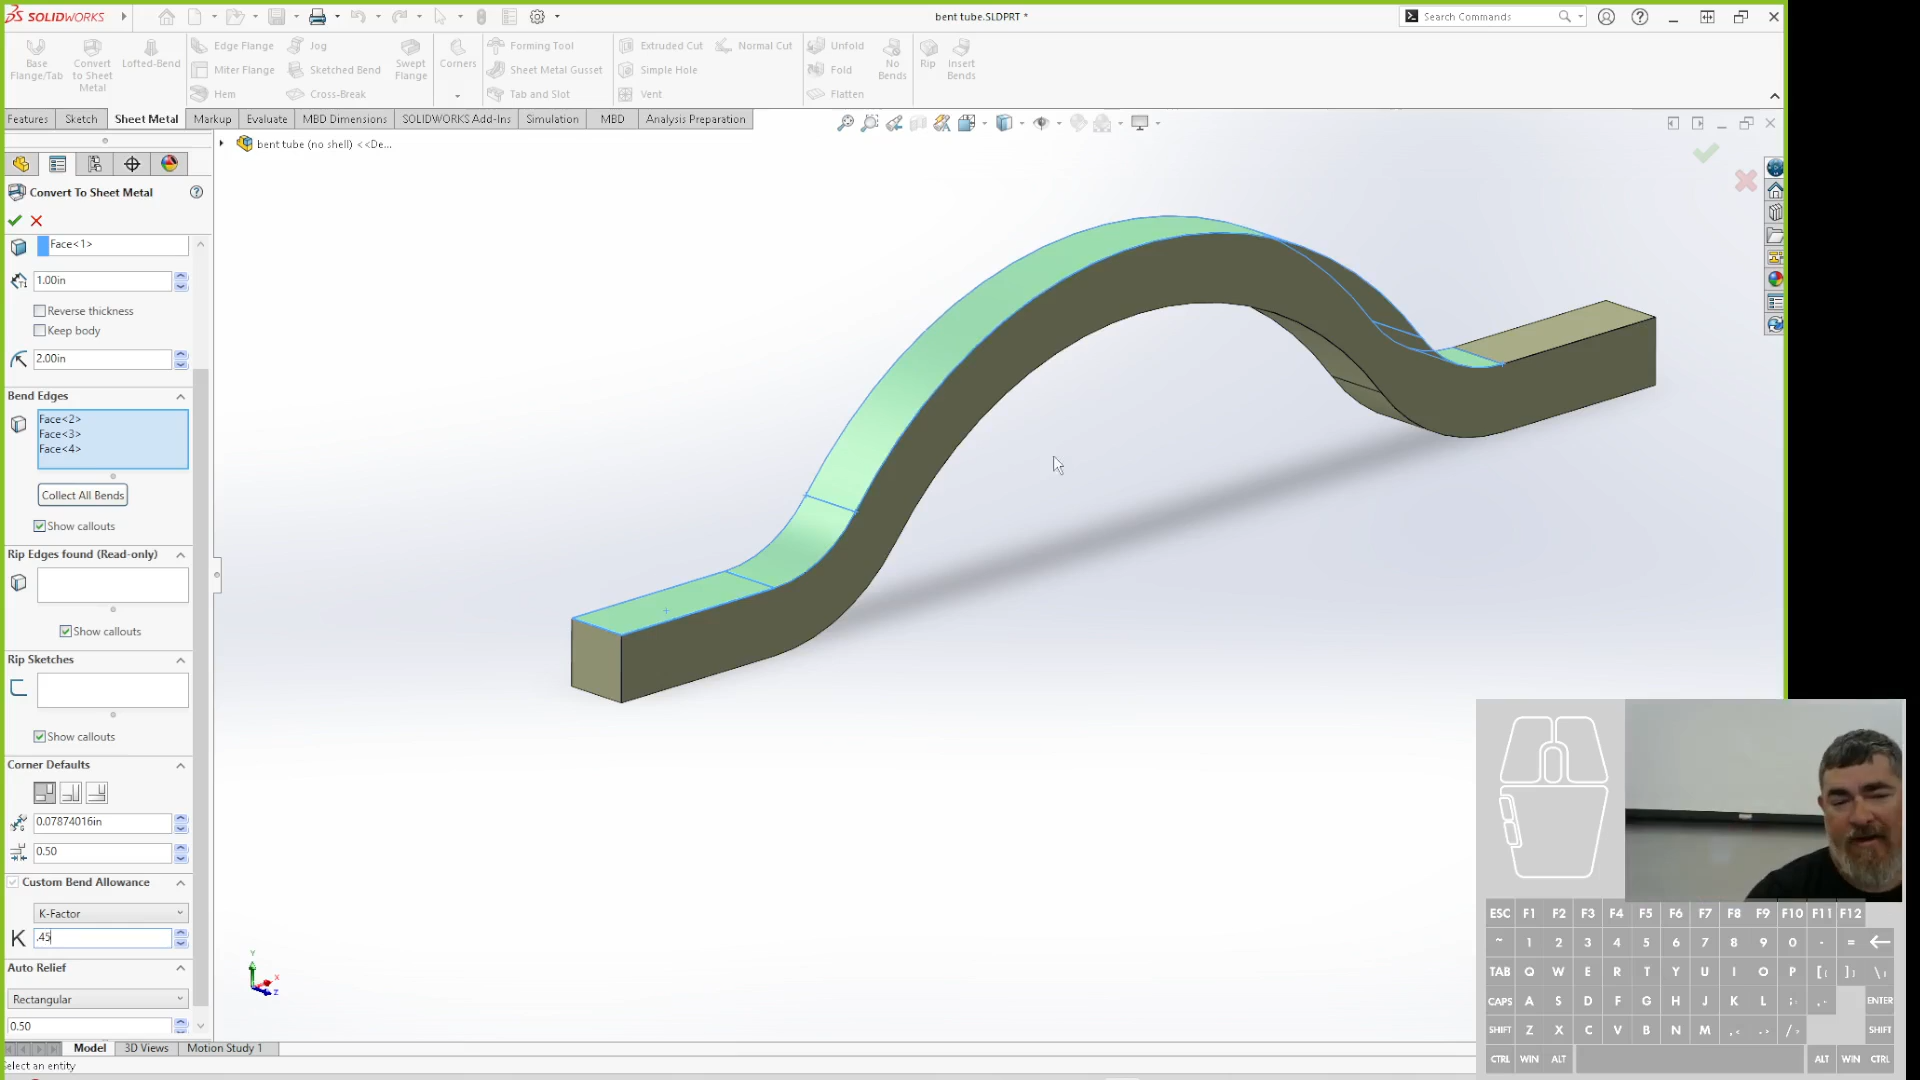 SOLIDWORKS
bent tube.SLDPRT *
Search Commands
Base Flange/Tab
Convert to Sheet Metal
Lofted-Bend
Edge Flange
Miter Flange
Hem
Jog
Sketched Bend
Cross-Break
Swept Flange
Corners
Forming Tool
Sheet Metal Gusset
Tab and Slot
Extruded Cut
Simple Hole
Vent
Normal Cut
Unfold
Fold
Flatten
No Bends
Rip
Insert Bends
Features Sketch Sheet Metal Markup Evaluate MBD Dimensions SOLIDWORKS Add-Ins Simulation MBD Analysis Preparation
bent tube (no shell) <<De...
Convert To Sheet Metal
Face<1>
1.00in
Reverse thickness
Keep body
2.00in
Bend Edges
Face<2>
Face<3>
Face<4>
Collect All Bends
Show callouts
Rip Edges found (Read-only)
Show callouts
Rip Sketches
Show callouts
Corner Defaults
0.07874016in
0.50
Custom Bend Allowance
K-Factor
K .45
Auto Relief
Rectangular
0.50
Y
X
Z
Model 3D Views Motion Study 1
elect an entity
ESC F1 F2 F3 F4 F5 F6 F7 F8 F9 F10 F11 F12
~ 1 2 3 4 5 6 7 8 9 0 - =
TAB Q W E R T Y U I O P [{ ]} \|
CAPS A S D F G H J K L ENTER
SHIFT Z X C V B N M ,< .> /? SHIFT
CTRL WIN ALT ALT WIN CTRL